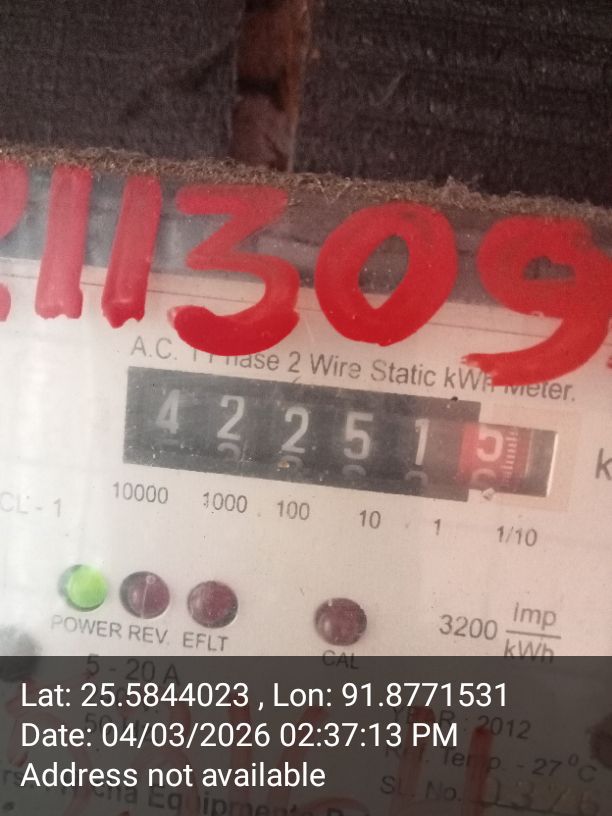 211309
A.C. 1 Phase 2 Wire Static kWh Meter.
4 2 2 5 1 5
CL - 1 10000 1000 100 10 1 1/10
3200 imp/kWh
POWER REV. EFLT
CAL
5 - 20 A
Lat: 25.5844023 , Lon: 91.8771531
2012
Date: 04/03/2026 02:37:13 PM
Temp. - 27°C
Address not available
SL. No.